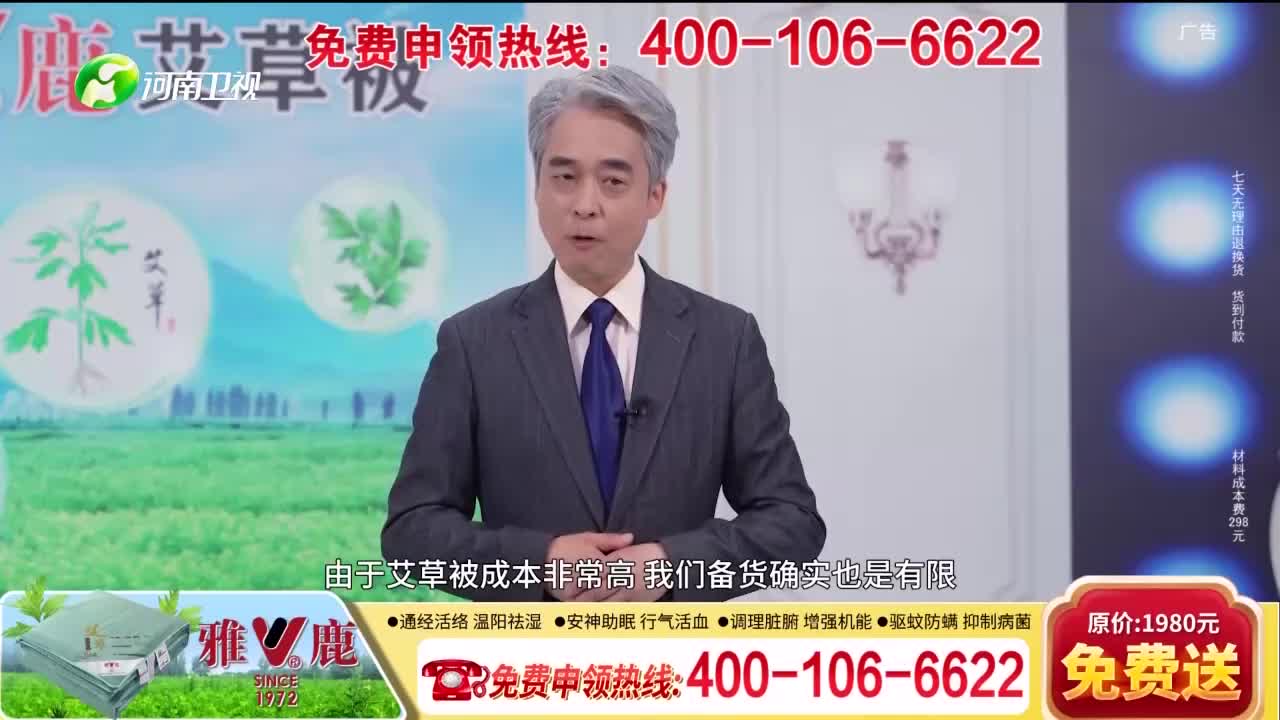 免费申领热线：400-106-6622
广告
鹿 艾草被
河南卫视
艾草
七天无理由退换货 货到付款
材料成本费298元
由于艾草被成本非常高 我们备货确实也是有限
●通经活络 温阳祛湿 ●安神助眠 行气活血 ●调理脏腑 增强机能 ●驱蚊防螨 抑制病菌
雅鹿
®
SINCE
1972
免费申领热线:400-106-6622
原价:1980元
免费送